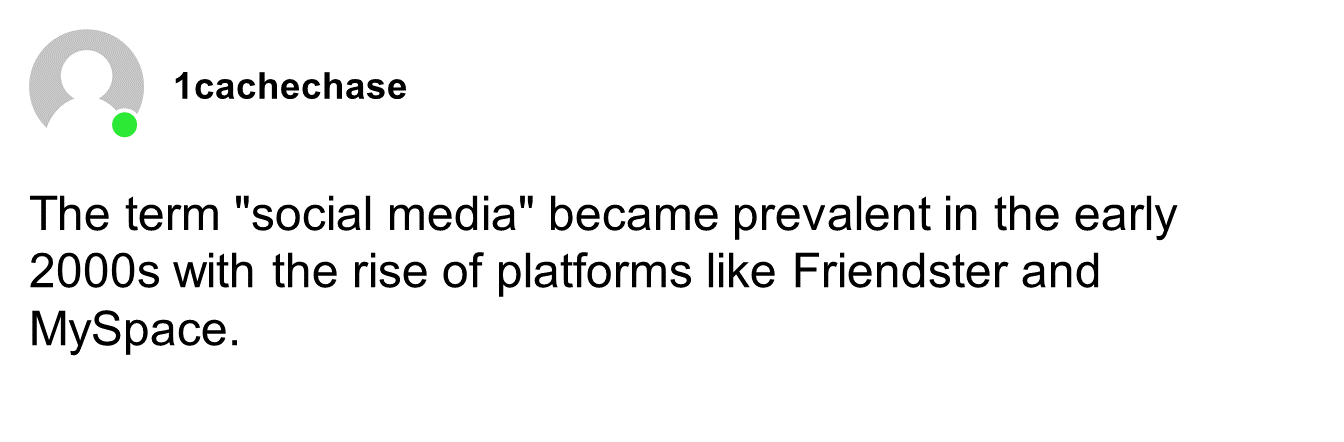 1cachechase
The term "social media" became prevalent in the early
2000s with the rise of platforms like Friendster and
MySpace.